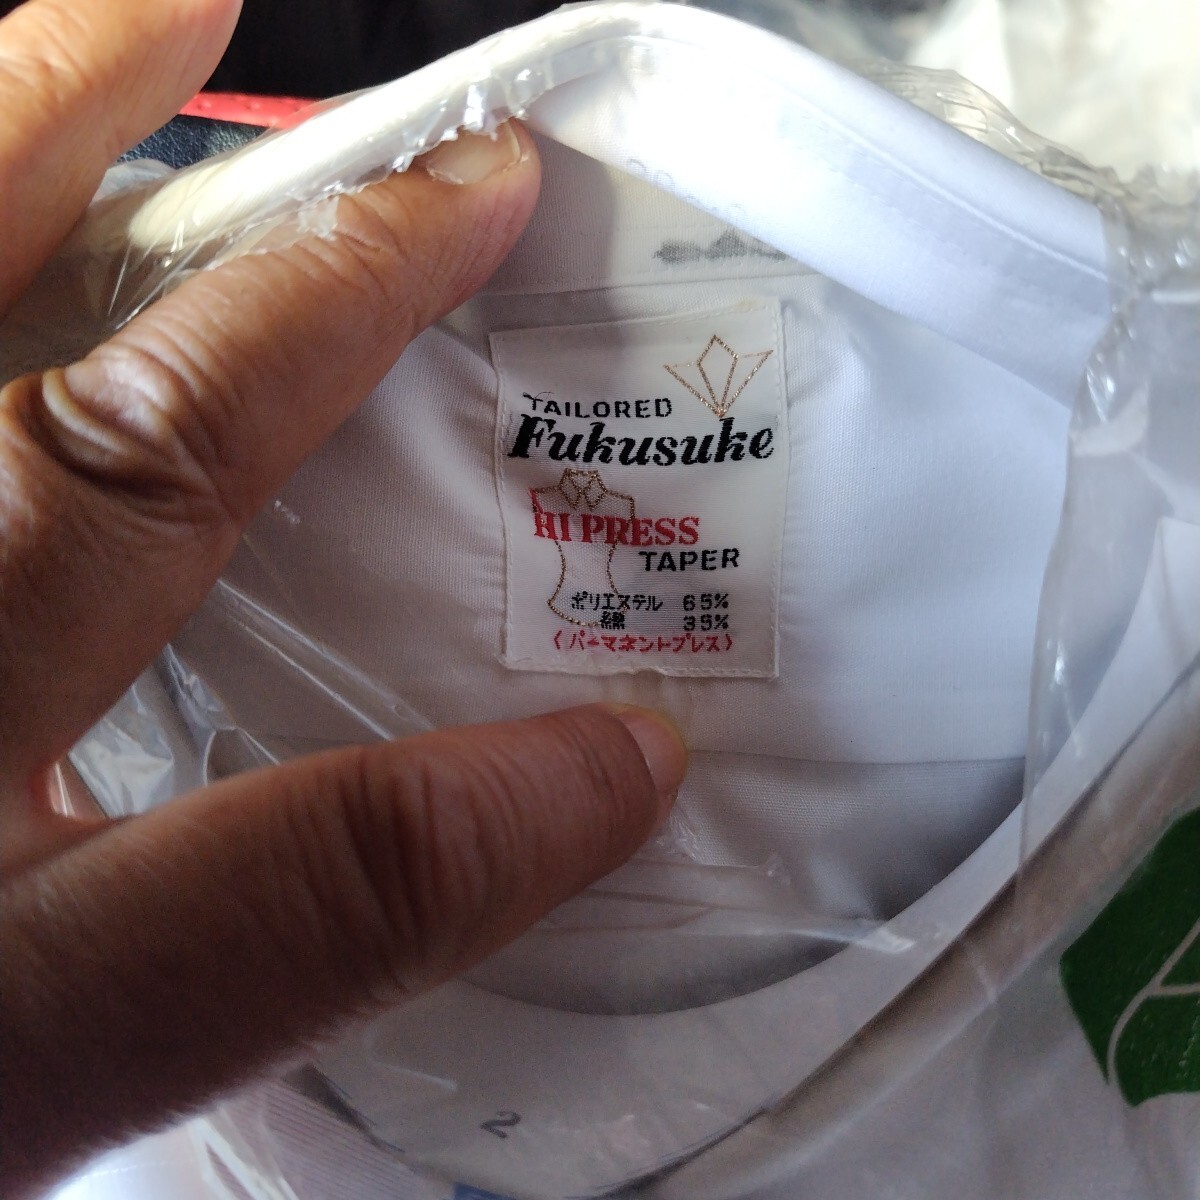 TAILORED
Fukusuke
HI PRESS
TAPER
ポリエステル 65%
綿 35%
〈パーマネントプレス〉
2